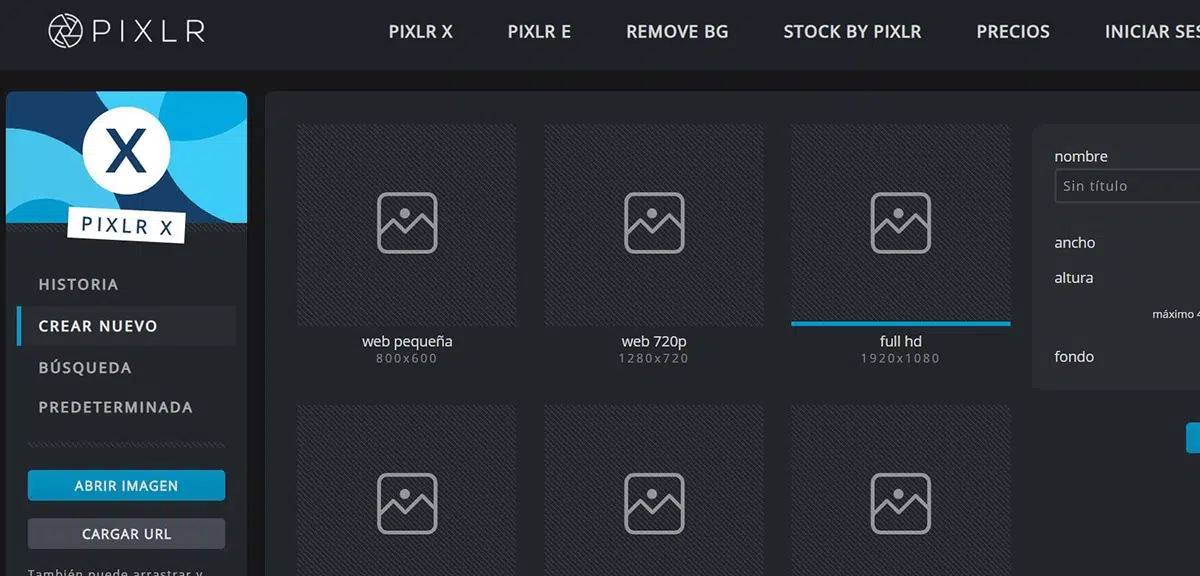 PIXLR
PIXLR X
PIXLR E
REMOVE BG
STOCK BY PIXLR
PRECIOS
INICIAR SES
X
PIXLR X
HISTORIA
CREAR NUEVO
BÚSQUEDA
PREDETERMINADA
ABRIR IMAGEN
CARGAR URL
También puede arrastrar y
web pequeña
800x600
web 720p
1280x720
full hd
1920x1080
nombre
Sin título
ancho
altura
máximo 4
fondo